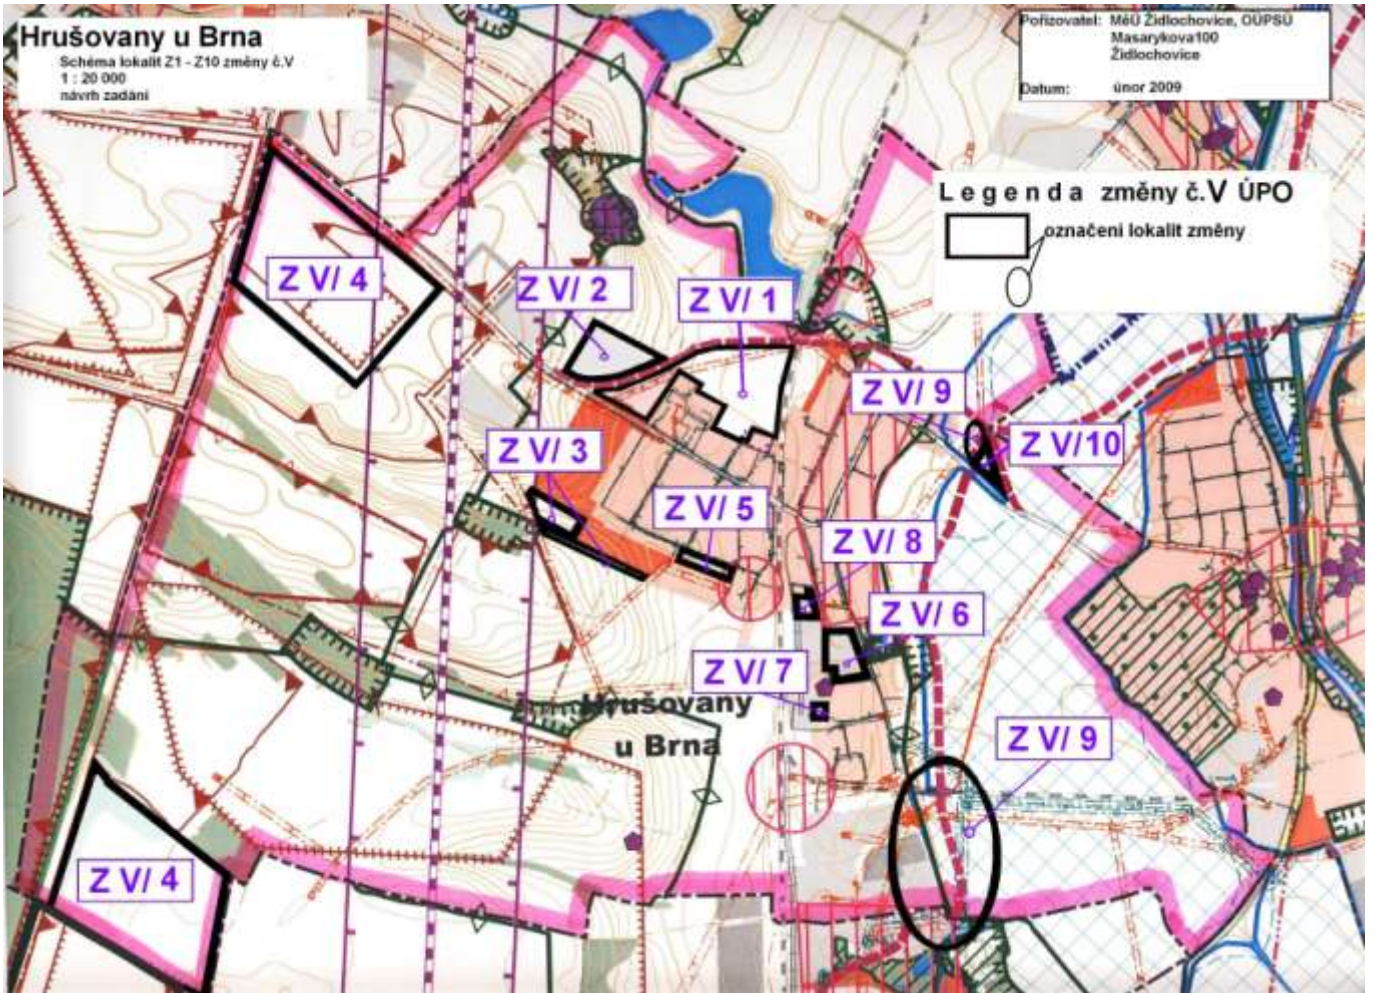 Hrušovany u Brna
Schéma lokalit Z1 - Z10 změny č.V
1 : 20 000
návrh zadání
Pořizovatel: MěÚ Židlochovice, OÚPSÚ
Masarykova100
Židlochovice
Datum: únor 2009
L e g e n d a změny č.V ÚPO
označení lokalit změny
Z V/ 4
Z V/ 2
Z V/ 1
Z V/ 9
Z V/10
Z V/ 3
Z V/ 5
Z V/ 8
Z V/ 6
Z V/ 7
Hrušovany
u Brna
Z V/ 9
Z V/ 4